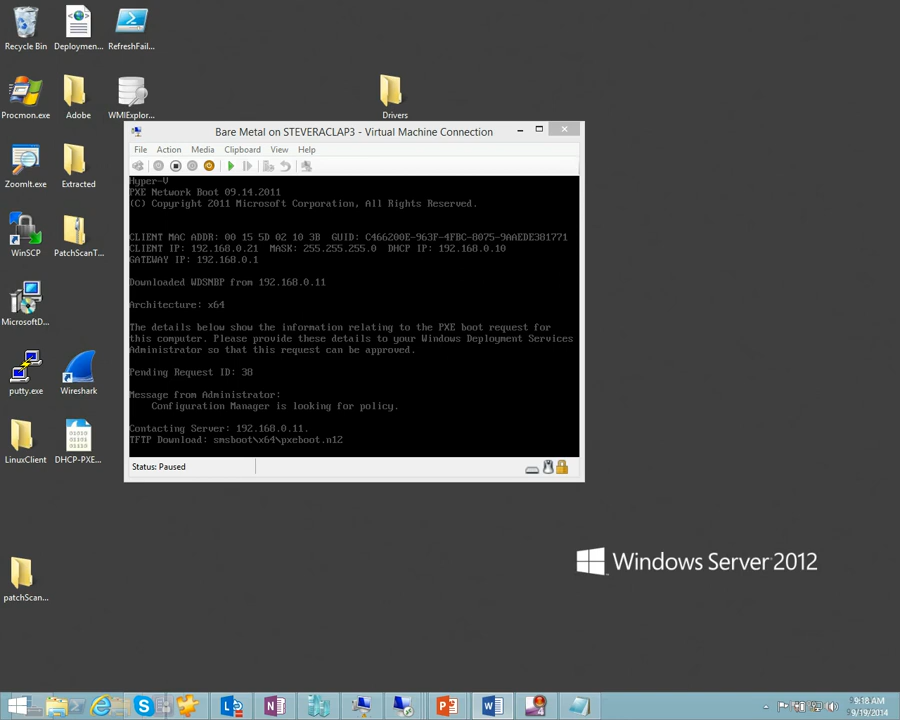 Recycle Bin
Deploymen...
RefreshFail...
Procmon.exe
Adobe
WMIExplor...
Drivers
Bare Metal on STEVERACLAP3 - Virtual Machine Connection
File Action Media Clipboard View Help
Hyper-V
PXE Network Boot 09.14.2011
(C) Copyright 2011 Microsoft Corporation, All Rights Reserved.
CLIENT MAC ADDR: 00 15 5D 02 10 3B GUID: C466200E-963F-4FBC-8075-9AAEDE381771
CLIENT IP: 192.168.0.21 MASK: 255.255.255.0 DHCP IP: 192.168.0.10
GATEWAY IP: 192.168.0.1
Downloaded WDSNBP from 192.168.0.11
Architecture: x64
The details below show the information relating to the PXE boot request for
this computer. Please provide these details to your Windows Deployment Services
Administrator so that this request can be approved.
Pending Request ID: 38
Message from Administrator:
Configuration Manager is looking for policy.
Contacting Server: 192.168.0.11.
TFTP Download: smsboot\x64\pxeboot.n12
Status: Paused
ZoomIt.exe
Extracted
WinSCP
PatchScanT...
MicrosoftD...
putty.exe
Wireshark
LinuxClient
DHCP-PXE...
patchScan...
Windows Server 2012
9:18 AM
9/19/2014